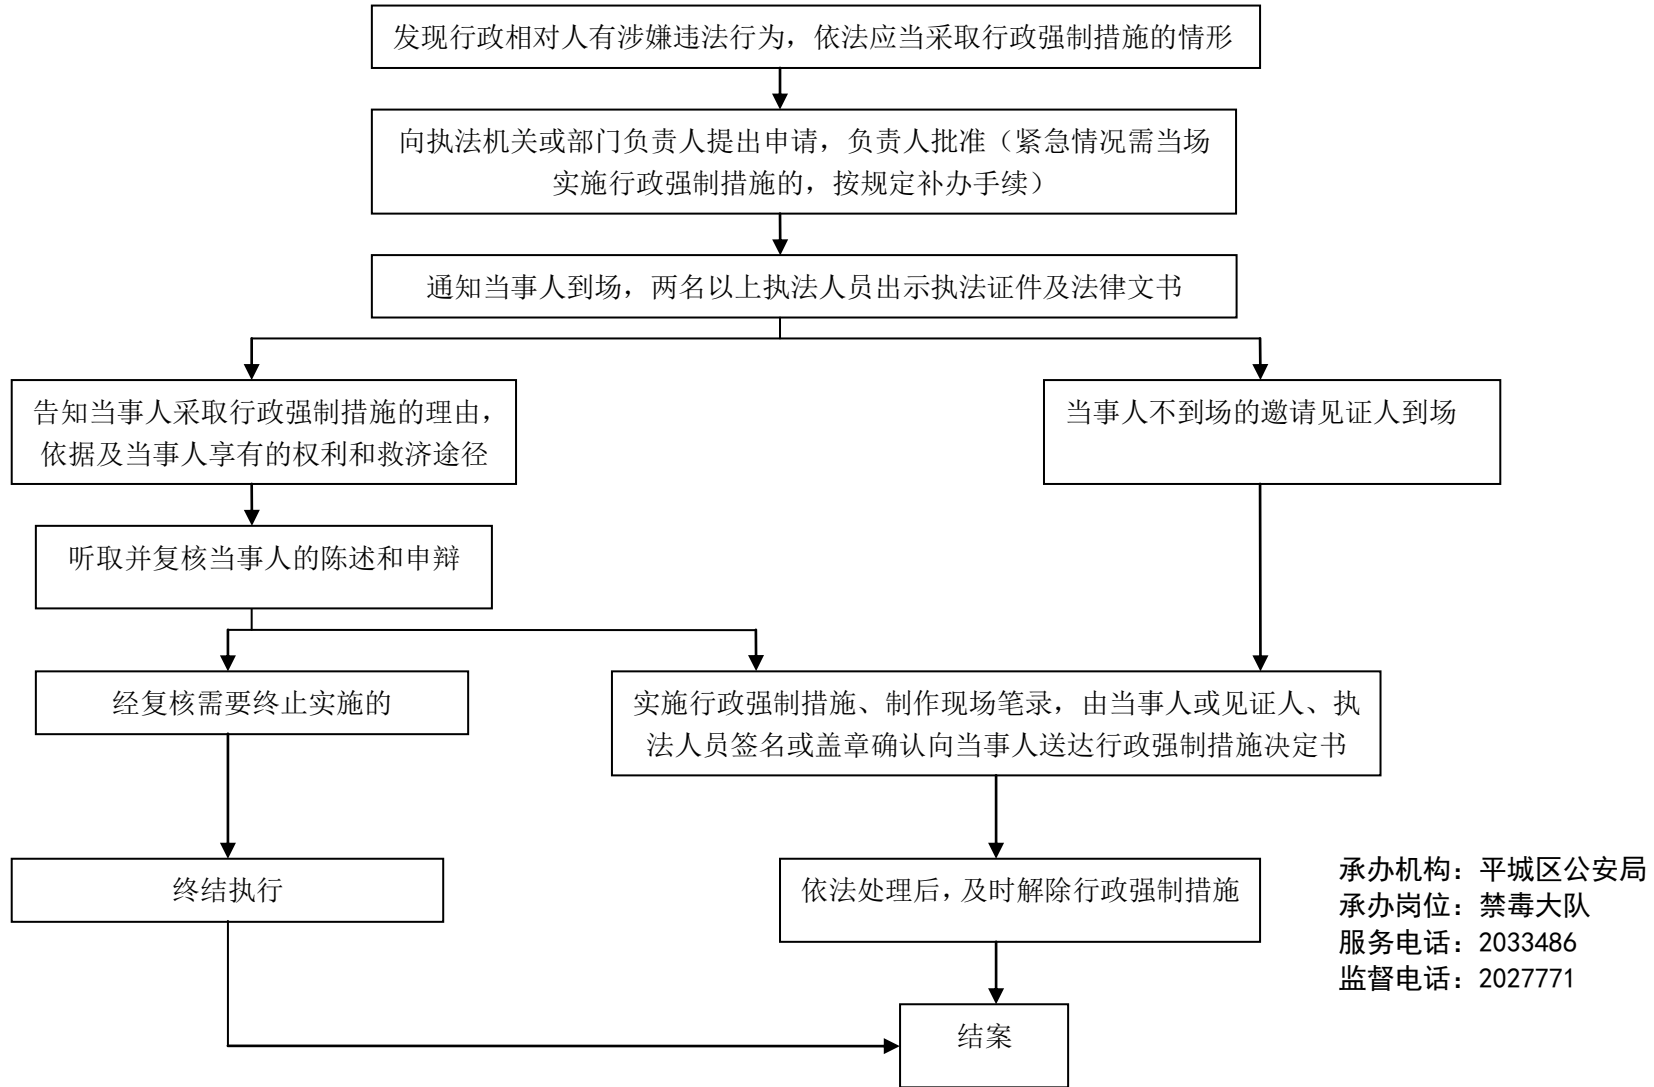 发现行政相对人有涉嫌违法行为，依法应当采取行政强制措施的情形
向执法机关或部门负责人提出申请，负责人批准（紧急情况需当场
实施行政强制措施的，按规定补办手续）
通知当事人到场，两名以上执法人员出示执法证件及法律文书
告知当事人采取行政强制措施的理由，
依据及当事人享有的权利和救济途径
当事人不到场的邀请见证人到场
听取并复核当事人的陈述和申辩
经复核需要终止实施的
实施行政强制措施、制作现场笔录，由当事人或见证人、执
法人员签名或盖章确认向当事人送达行政强制措施决定书
终结执行
依法处理后，及时解除行政强制措施
承办机构：平城区公安局
承办岗位：禁毒大队
服务电话：2033486
监督电话：2027771
结案